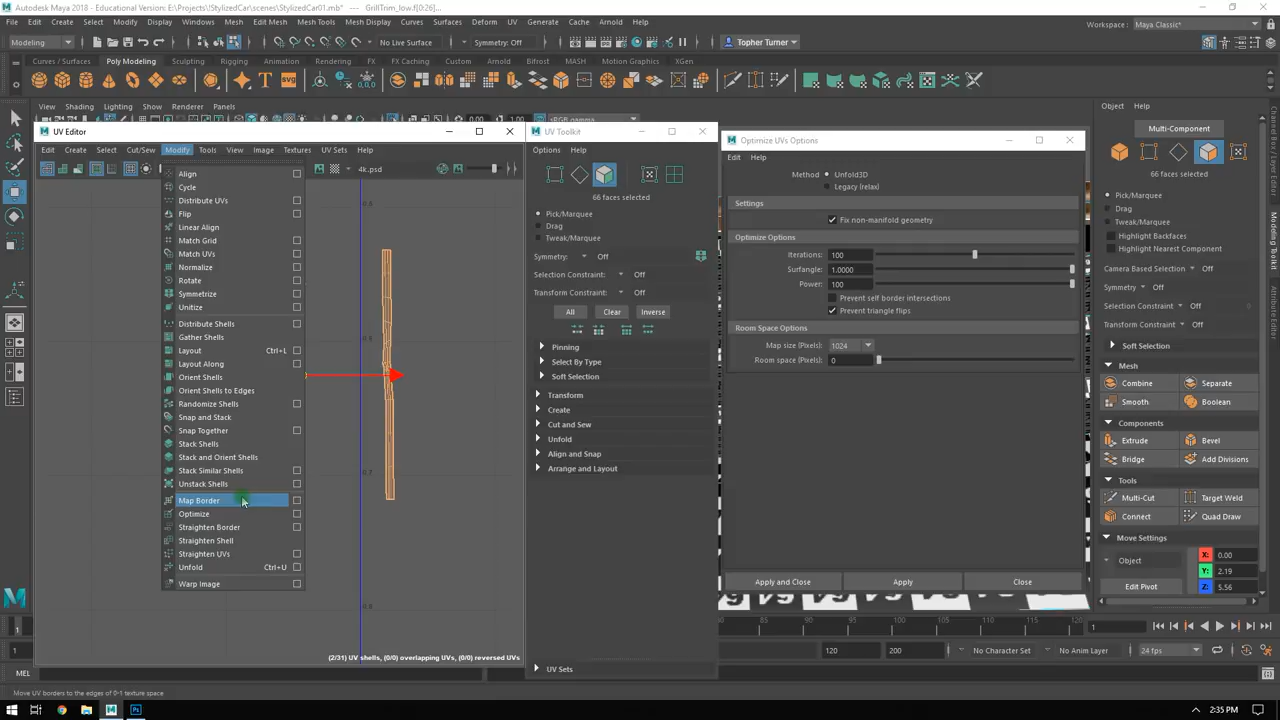 Autodesk Maya 2018 - Educational Version: E:\Projects\!StylizedCar\scenes\StylizedCar01.mb* --- GrillTrim_low.f[0:26]...
File Edit Create Select Modify Display Windows Mesh Edit Mesh Mesh Tools Mesh Display Curves Surfaces Deform UV Generate Cache Arnold Help
Workspace : Maya Classic*
Modeling
No Live Surface
Symmetry: Off
Topher Turner
Curves / Surfaces Poly Modeling Sculpting Rigging Animation Rendering FX FX Caching Custom Arnold Bifrost MASH Motion Graphics XGen
View Shading Lighting Show Renderer Panels
0.00 1.00
Object Help
UV Editor
UV Toolkit
Optimize UVs Options
Multi-Component
Edit Create Select Cut/Sew Modify Tools View Image Textures UV Sets Help
Options Help
Edit Help
4k.psd
66 faces selected
66 faces selected
Method: Unfold3D
Legacy (relax)
Settings
Fix non-manifold geometry
Optimize Options
Iterations: 100
Surfangle: 1.0000
Power: 100
Prevent self border intersections
Prevent triangle flips
Room Space Options
Map size (Pixels): 1024
Room space (Pixels): 0
Apply and Close Apply Close
Align
Cycle
Distribute UVs
Flip
Linear Align
Match Grid
Match UVs
Normalize
Rotate
Symmetrize
Unitize
Distribute Shells
Gather Shells
Layout Ctrl+L
Layout Along
Orient Shells
Orient Shells to Edges
Randomize Shells
Snap and Stack
Snap Together
Stack Shells
Stack and Orient Shells
Stack Similar Shells
Unstack Shells
Map Border
Optimize
Straighten Border
Straighten Shell
Straighten UVs
Unfold Ctrl+U
Warp Image
Pick/Marquee
Drag
Tweak/Marquee
Symmetry: Off
Selection Constraint: Off
Transform Constraint: Off
All Clear Inverse
Pinning
Select By Type
Soft Selection
Transform
Create
Cut and Sew
Unfold
Align and Snap
Arrange and Layout
UV Sets
Pick/Marquee
Drag
Tweak/Marquee
Highlight Backfaces
Highlight Nearest Component
Camera Based Selection Off
Symmetry: Off
Selection Constraint: Off
Transform Constraint: Off
Soft Selection
Mesh
Combine Separate
Smooth Boolean
Components
Extrude Bevel
Bridge Add Divisions
Tools
Multi-Cut Target Weld
Connect Quad Draw
Move Settings
Object
X: 0.00
Y: 2.19
Edit Pivot
Z: 5.56
Modeling Toolkit
(2/31) UV shells, (0/0) overlapping UVs, (0/0) reversed UVs
85 90 95 100 105 110 115 120
1
1
1
120 200 No Character Set No Anim Layer 24 fps
MEL
Move UV borders to the edges of 0-1 texture space
2:35 PM